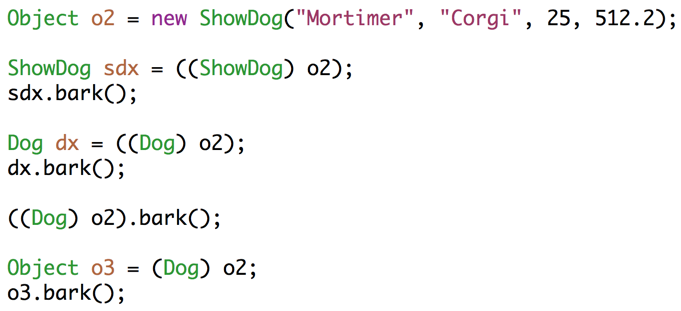 Object o2 = new ShowDog("Mortimer", "Corgi", 25, 512.2);
ShowDog sdx = ((ShowDog) o2);
sdx.bark();
Dog dx = ((Dog) o2);
dx.bark();
((Dog) o2).bark();
Object o3 = (Dog) o2;
o3.bark();